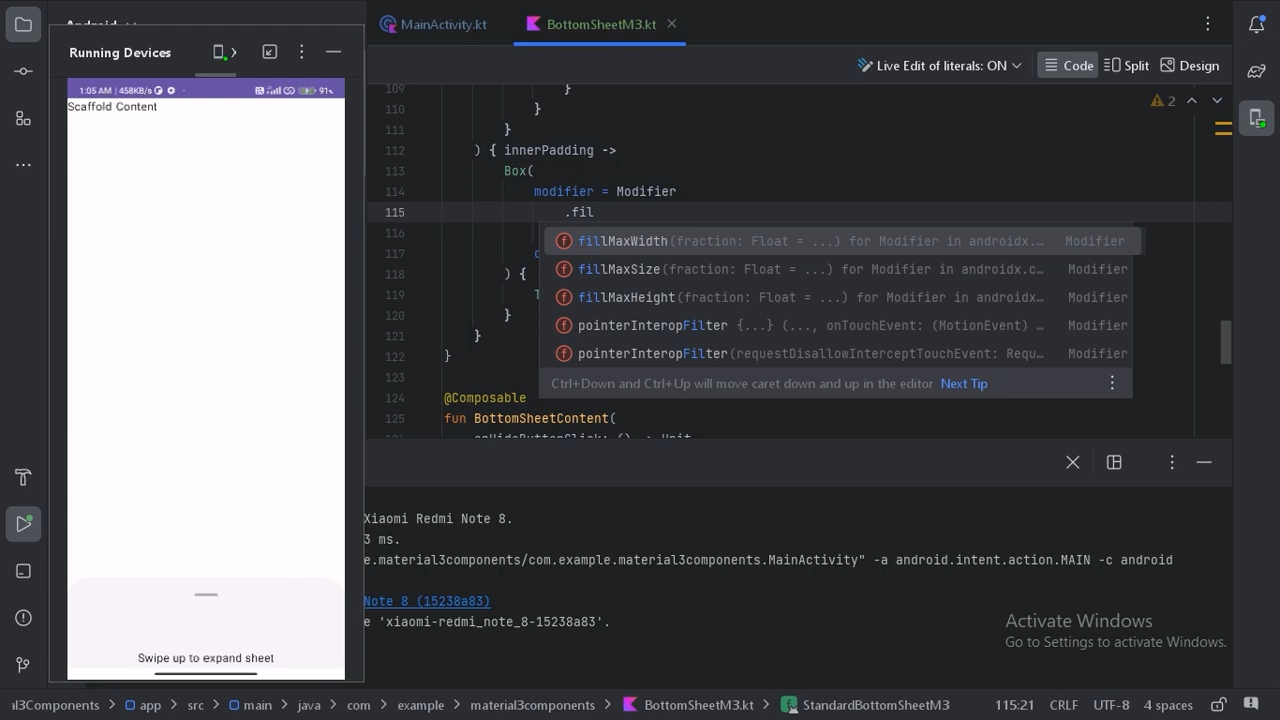 Android
MainActivity.kt
BottomSheetM3.kt
Running Devices
Live Edit of literals: ON
Code
Split
Design
1:05 AM | 458KB/s
91%
Scaffold Content
Swipe up to expand sheet
2
109 }
110 }
111 }
112 ) { innerPadding ->
113 Box(
114 modifier = Modifier
115 .fil
116
117
118 ) {
119
120 }
121 }
122 }
123
124 @Composable
125 fun BottomSheetContent(
fillMaxWidth(fraction: Float = ...) for Modifier in androidx.... Modifier
fillMaxSize(fraction: Float = ...) for Modifier in androidx.c... Modifier
fillMaxHeight(fraction: Float = ...) for Modifier in androidx... Modifier
pointerInteropFilter {...} (..., onTouchEvent: (MotionEvent) ... Modifier
pointerInteropFilter(requestDisallowInterceptTouchEvent: Requ... Modifier
Ctrl+Down and Ctrl+Up will move caret down and up in the editor Next Tip
Xiaomi Redmi Note 8.
3 ms.
e.material3components/com.example.material3components.MainActivity" -a android.intent.action.MAIN -c android
Note 8 (15238a83)
e 'xiaomi-redmi_note_8-15238a83'.
Activate Windows
Go to Settings to activate Windows.
al3Components > app > src > main > java > com > example > material3components > BottomSheetM3.kt > StandardBottomSheetM3
115:21 CRLF UTF-8 4 spaces